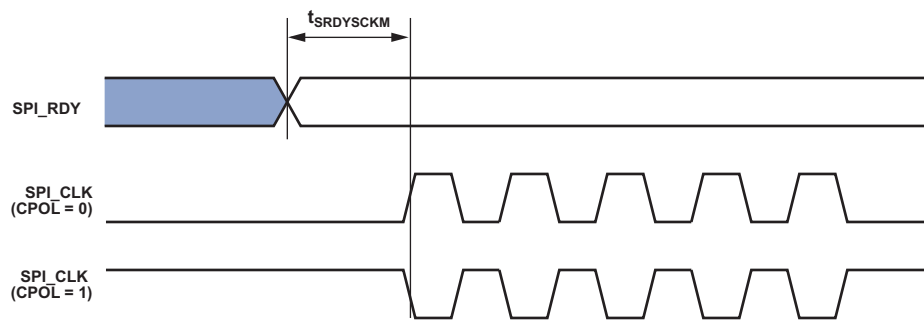 tSRDYSCKM
SPI_RDY
SPI_CLK
(CPOL = 0)
SPI_CLK
(CPOL = 1)